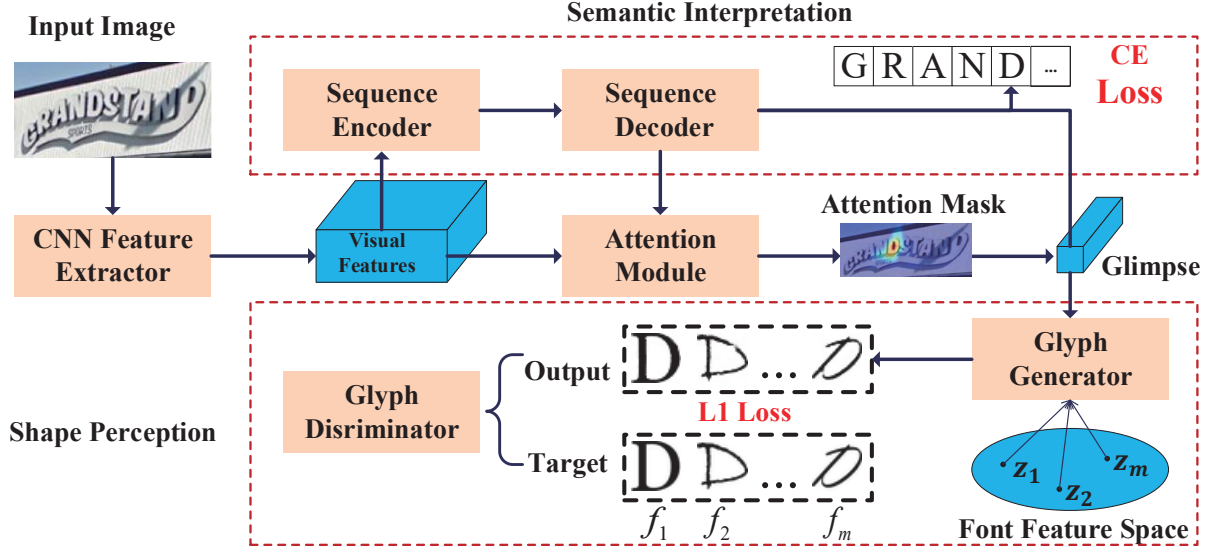 Semantic Interpretation
Input Image
GRANDSTAND
SPORTS
Sequence
Encoder
Sequence
Decoder
G R A N D ...
CE
Loss
CNN Feature
Extractor
Visual
Features
Attention
Module
Attention Mask
GRANDSTAND
Glimpse
Shape Perception
Glyph
Disriminator
Output
D D ... D
L1 Loss
Target
D D ... D
f1 f2 fm
Glyph
Generator
z1 z2 zm
Font Feature Space